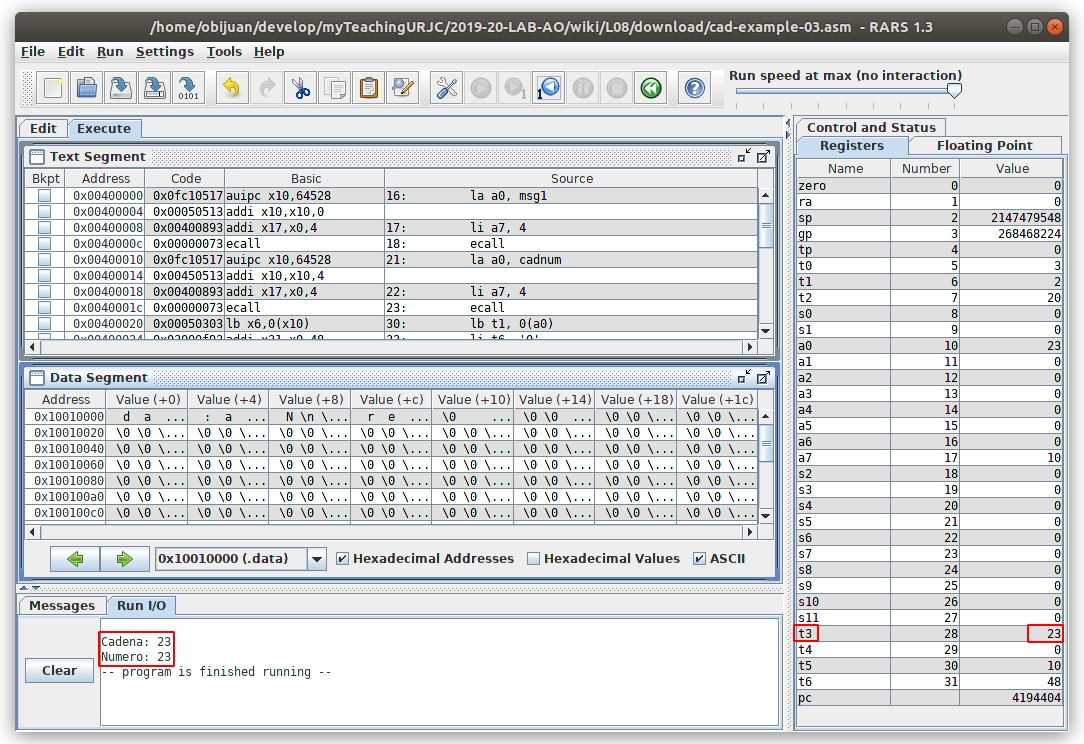 /home/obijuan/develop/myTeachingURJC/2019-20-LAB-AO/wiki/L08/download/cad-example-03.asm - RARS 1.3
File Edit Run Settings Tools Help
Run speed at max (no interaction)
Edit Execute
Text Segment
Bkpt Address Code Basic Source
0x00400000 0x0fc10517 auipc x10,64528 16: la a0, msg1
0x00400004 0x00050513 addi x10,x10,0
0x00400008 0x00400893 addi x17,x0,4 17: li a7, 4
0x0040000c 0x00000073 ecall 18: ecall
0x00400010 0x0fc10517 auipc x10,64528 21: la a0, cadnum
0x00400014 0x00450513 addi x10,x10,4
0x00400018 0x00400893 addi x17,x0,4 22: li a7, 4
0x0040001c 0x00000073 ecall 23: ecall
0x00400020 0x00050303 lb x6,0(x10) 30: lb t1, 0(a0)
Data Segment
Address Value (+0) Value (+4) Value (+8) Value (+c) Value (+10) Value (+14) Value (+18) Value (+1c)
0x10010000 d a ... : a ... N \n \... r e ... \0 ... \0 \0 ... \0 \0 \... \0 \0 \...
0x10010020 \0 \0 \... \0 \0 \... \0 \0 \... \0 \0 \... \0 \0 \... \0 \0 \... \0 \0 \... \0 \0 \...
0x10010040 \0 \0 \... \0 \0 \... \0 \0 \... \0 \0 \... \0 \0 \... \0 \0 \... \0 \0 \... \0 \0 \...
0x10010060 \0 \0 \... \0 \0 \... \0 \0 \... \0 \0 \... \0 \0 \... \0 \0 \... \0 \0 \... \0 \0 \...
0x10010080 \0 \0 \... \0 \0 \... \0 \0 \... \0 \0 \... \0 \0 \... \0 \0 \... \0 \0 \... \0 \0 \...
0x100100a0 \0 \0 \... \0 \0 \... \0 \0 \... \0 \0 \... \0 \0 \... \0 \0 \... \0 \0 \... \0 \0 \...
0x100100c0 \0 \0 \... \0 \0 \... \0 \0 \... \0 \0 \... \0 \0 \... \0 \0 \... \0 \0 \... \0 \0 \...
0x10010000 (.data) Hexadecimal Addresses Hexadecimal Values ASCII
Messages Run I/O
Clear
Cadena: 23
Numero: 23
-- program is finished running --
Control and Status
Registers Floating Point
Name Number Value
zero 0 0
ra 1 0
sp 2 2147479548
gp 3 268468224
tp 4 0
t0 5 3
t1 6 2
t2 7 20
s0 8 0
s1 9 0
a0 10 23
a1 11 0
a2 12 0
a3 13 0
a4 14 0
a5 15 0
a6 16 0
a7 17 10
s2 18 0
s3 19 0
s4 20 0
s5 21 0
s6 22 0
s7 23 0
s8 24 0
s9 25 0
s10 26 0
s11 27 0
t3 28 23
t4 29 0
t5 30 10
t6 31 48
pc 4194404